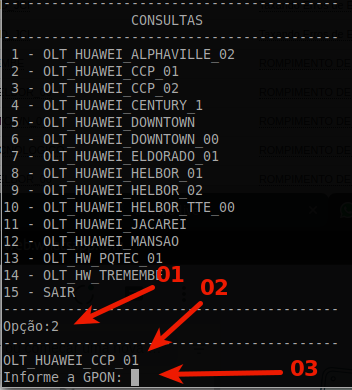 ------------------------------------------
CONSULTAS
------------------------------------------
1 - OLT_HUAWEI_ALPHAVILLE_02
2 - OLT_HUAWEI_CCP_01
3 - OLT_HUAWEI_CCP_02
4 - OLT_HUAWEI_CENTURY_1
5 - OLT_HUAWEI_DOWNTOWN
6 - OLT_HUAWEI_DOWNTOWN_00
7 - OLT_HUAWEI_ELDORADO_01
8 - OLT_HUAWEI_HELBOR_01
9 - OLT_HUAWEI_HELBOR_02
10 - OLT_HUAWEI_HELBOR_TTE_00
11 - OLT_HUAWEI_JACAREI
12 - OLT_HUAWEI_MANSAO
13 - OLT_HW_PQTEC_01
14 - OLT_HW_TREMEMBE
01
15 - SAIR
02
------------------------------------------
Opção:2
------------------------------------------
OLT_HUAWEI_CCP_01
Informe a GPON:
03